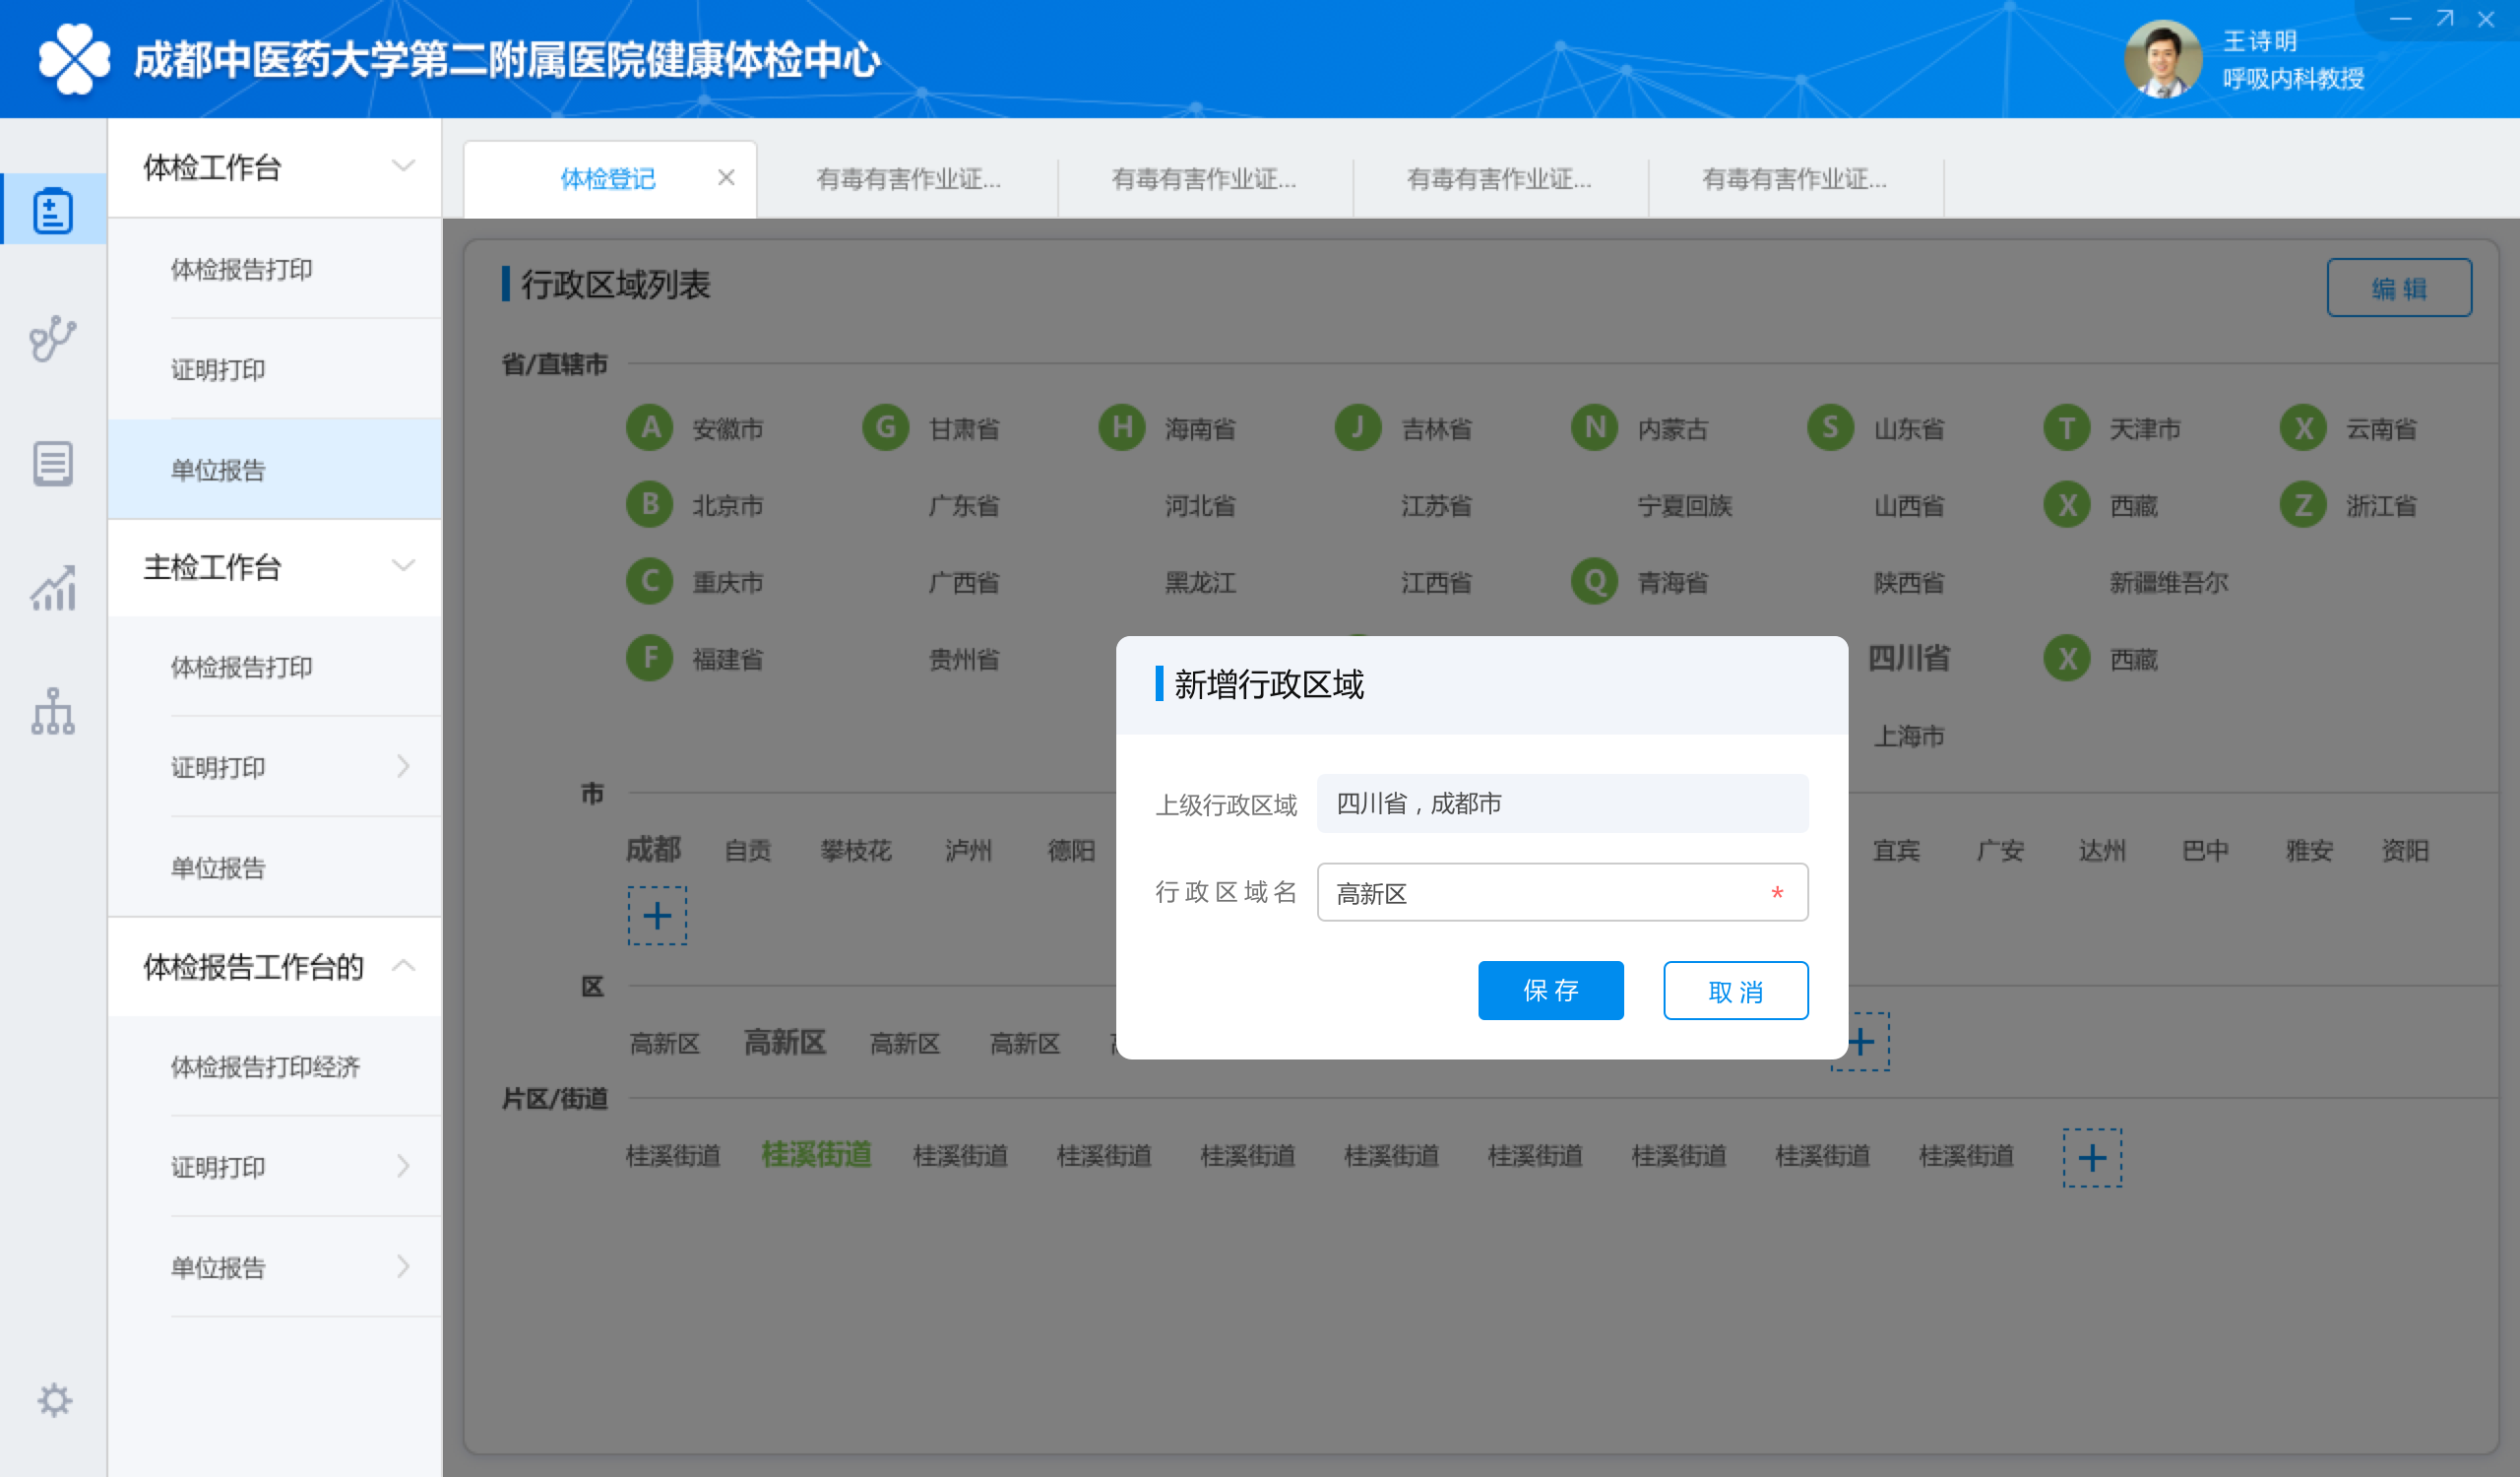 成都中医药大学第二附属医院健康体检中心
王诗明
呼吸内科教授
体检工作台
体检报告打印
证明打印
单位报告
主检工作台
体检报告打印
证明打印
单位报告
体检报告工作台的
体检报告打印经济
证明打印
单位报告
体检登记 有毒有害作业证... 有毒有害作业证... 有毒有害作业证... 有毒有害作业证...
行政区域列表 编 辑
省/直辖市
A 安徽市 G 甘肃省 H 海南省 J 吉林省 N 内蒙古 S 山东省 T 天津市 X 云南省
B 北京市 广东省 河北省 江苏省 宁夏回族 山西省 X 西藏 Z 浙江省
C 重庆市 广西省 黑龙江 江西省 Q 青海省 陕西省 新疆维吾尔
F 福建省 贵州省 四川省 X 西藏
上海市
市
成都 自贡 攀枝花 泸州 德阳 宜宾 广安 达州 巴中 雅安 资阳
区
高新区 高新区 高新区 高新区
片区/街道
桂溪街道 桂溪街道 桂溪街道 桂溪街道 桂溪街道 桂溪街道 桂溪街道 桂溪街道 桂溪街道 桂溪街道
新增行政区域
上级行政区域 四川省，成都市
行政区域名 高新区 *
保 存 取 消